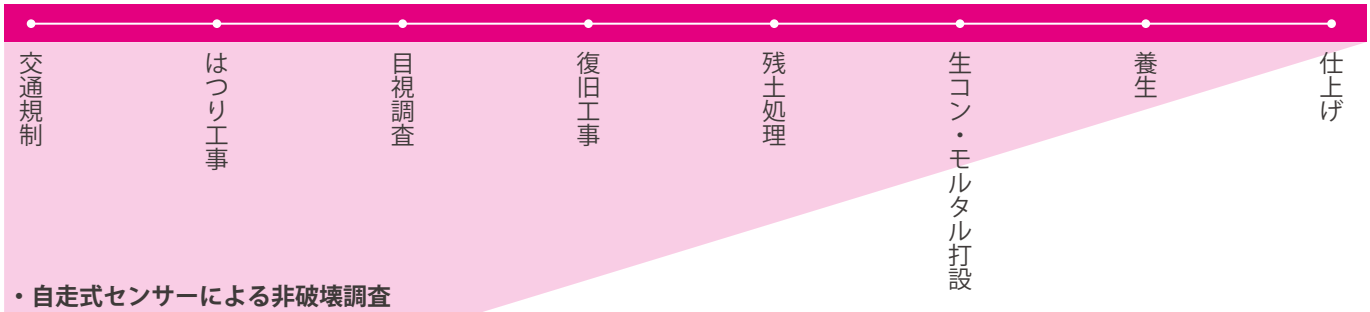 交通規制
はつり工事
目視調査
復旧工事
残土処理
生コン・モルタル打設
養生
仕上げ
・自走式センサーによる非破壊調査